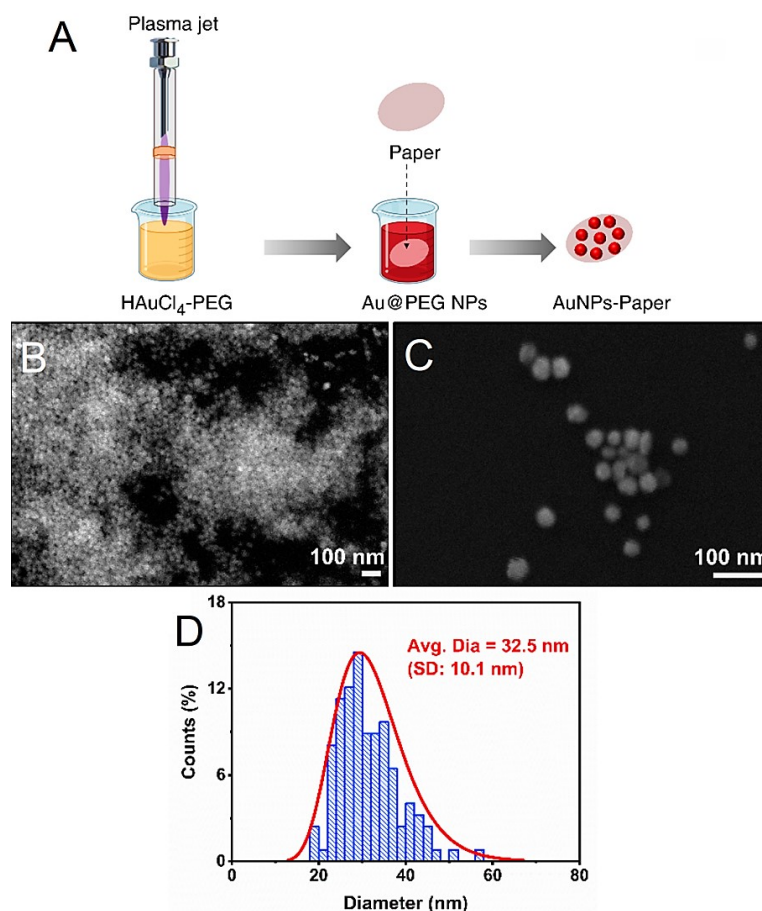 A
Plasma jet
Paper
HAuCl₄-PEG
Au@PEG NPs
AuNPs-Paper
B
100 nm
C
100 nm
D
Avg. Dia = 32.5 nm
(SD: 10.1 nm)
Counts (%)
18
12
6
0
0
20
40
60
80
Diameter (nm)